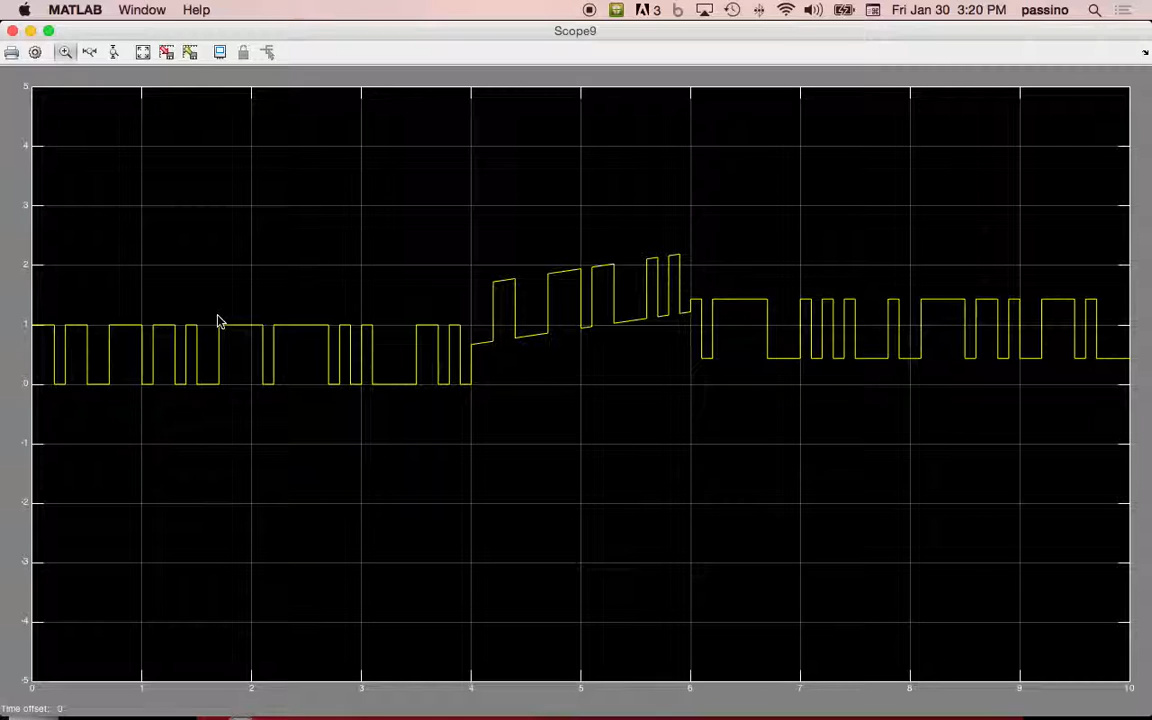 MATLAB Window Help 3 Fri Jan 30 3:20 PM passino
Scope9
5
4
3
2
1
0
-1
-2
-3
-4
-5
0 1 2 3 4 5 6 7 8 9 10
Time offset: 0